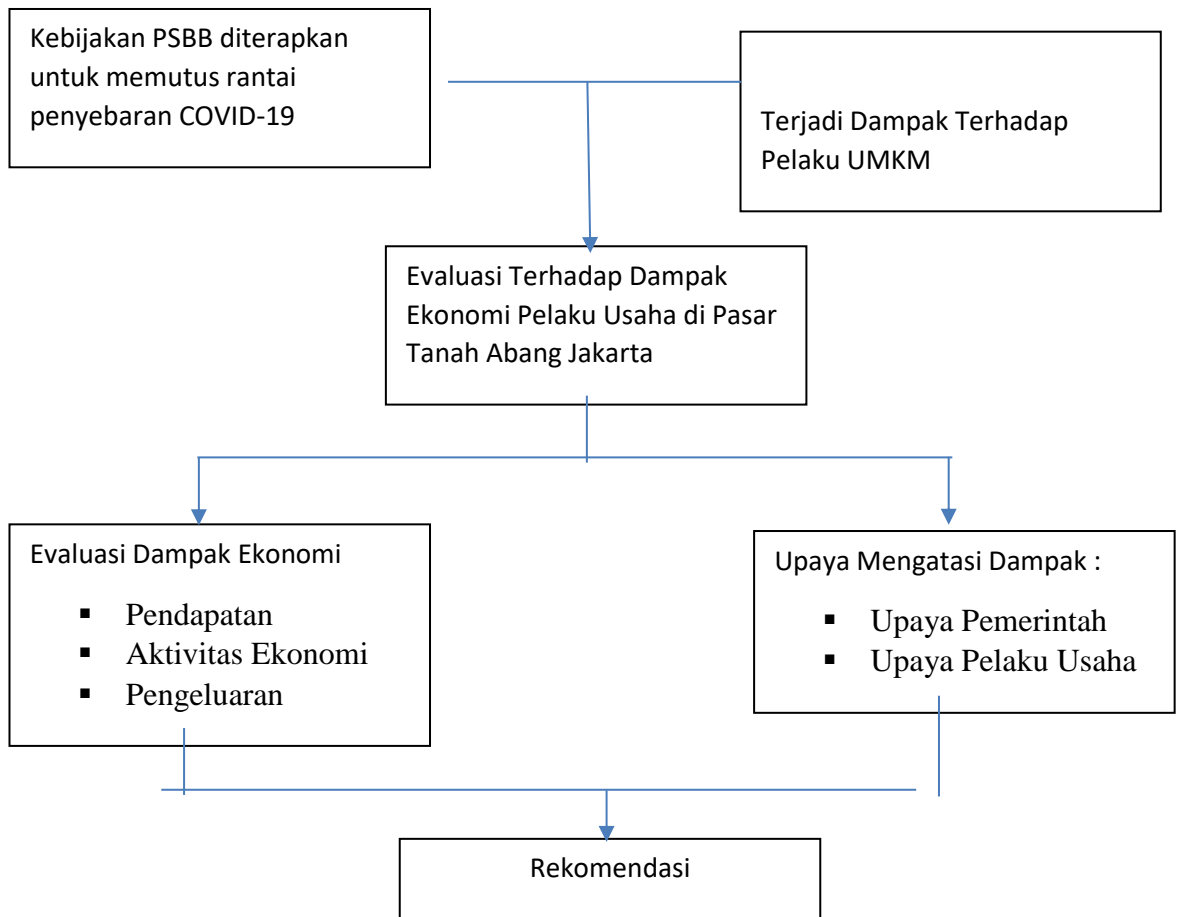 Kebijakan PSBB diterapkan
untuk memutus rantai
penyebaran COVID-19
Terjadi Dampak Terhadap
Pelaku UMKM
Evaluasi Terhadap Dampak
Ekonomi Pelaku Usaha di Pasar
Tanah Abang Jakarta
Evaluasi Dampak Ekonomi
▪ Pendapatan
▪ Aktivitas Ekonomi
▪ Pengeluaran
Upaya Mengatasi Dampak :
▪ Upaya Pemerintah
▪ Upaya Pelaku Usaha
Rekomendasi